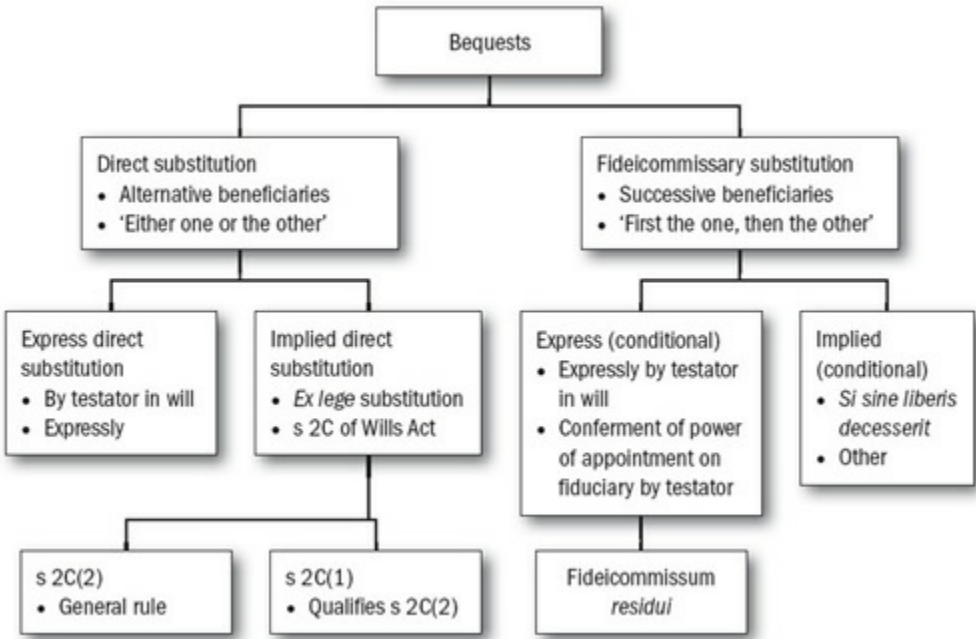 Bequests
Direct substitution
• Alternative beneficiaries
• ‘Either one or the other’
Fideicommissary substitution
• Successive beneficiaries
• ‘First the one, then the other’
Express direct
substitution
• By testator in will
• Expressly
Implied direct
substitution
• Ex lege substitution
• s 2C of Wills Act
Express (conditional)
• Expressly by testator
in will
• Conferment of power
of appointment on
fiduciary by testator
Implied
(conditional)
• Si sine liberis
decesserit
• Other
s 2C(2)
• General rule
s 2C(1)
• Qualifies s 2C(2)
Fideicommissum
residui